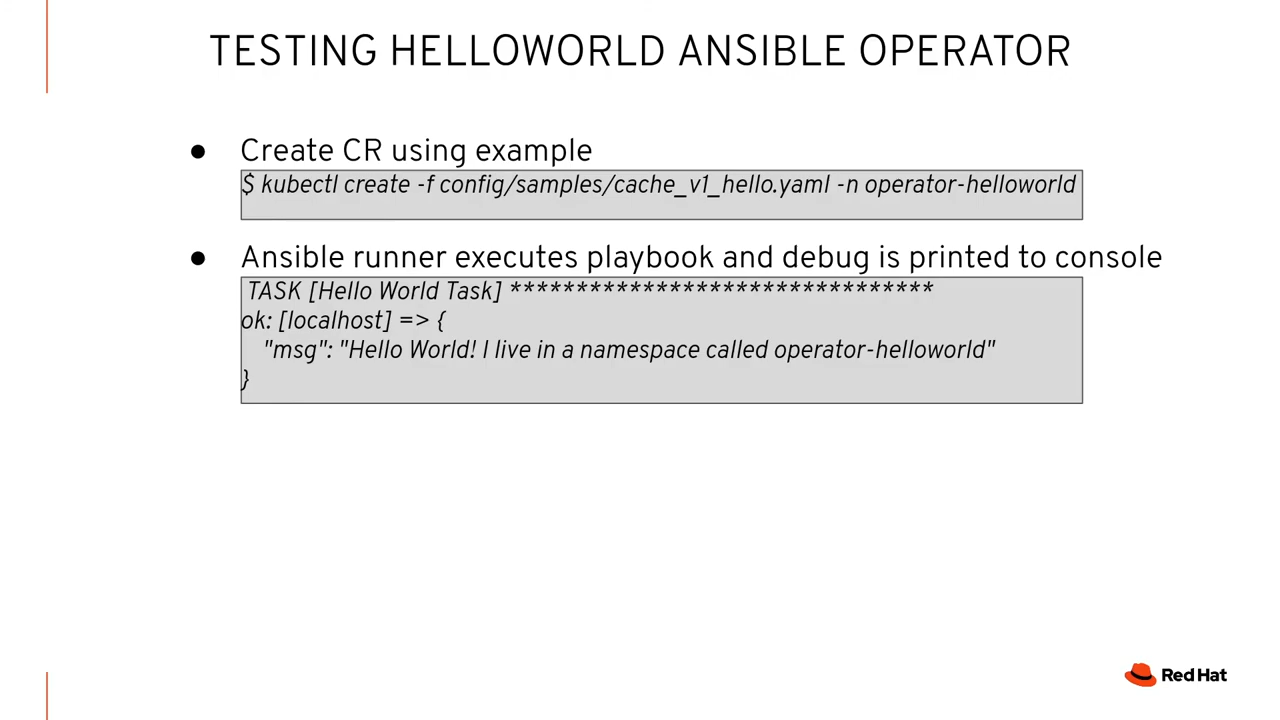 TESTING HELLOWORLD ANSIBLE OPERATOR
● Create CR using example
$ kubectl create -f config/samples/cache_v1_hello.yaml -n operator-helloworld
● Ansible runner executes playbook and debug is printed to console
TASK [Hello World Task] ********************************
ok: [localhost] => {
"msg": "Hello World! I live in a namespace called operator-helloworld"
}
Red Hat